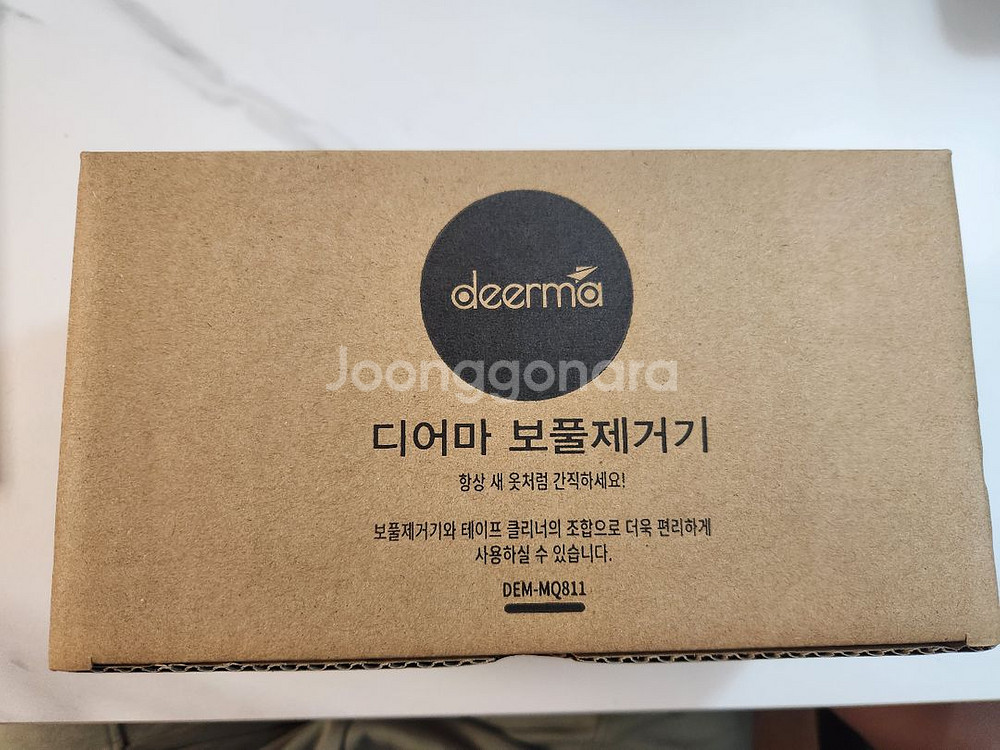 deerma
Joonggonara
디어마 보풀제거기
항상 새 옷처럼 간직하세요!
보풀제거기와 테이프 클리너의 조합으로 더욱 편리하게
사용하실 수 있습니다.
DEM-MQ811